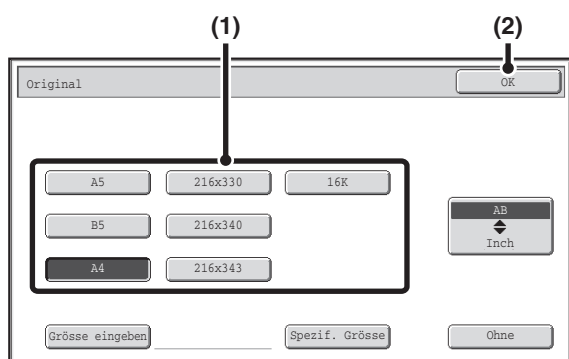 (1) (2)
Original OK
A5 216x330 16K
B5 216x340
A4 216x343
AB
Inch
Grösse eingeben Spezif. Grösse Ohne